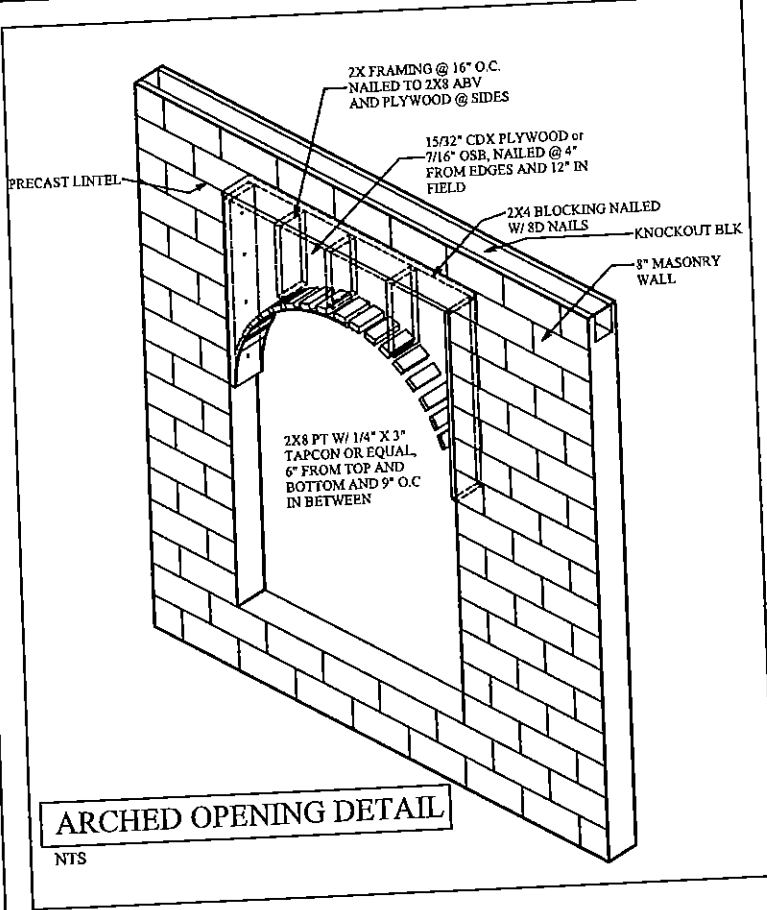 2X FRAMING @ 16" O.C.
NAILED TO 2X8 ABV
AND PLYWOOD @ SIDES
15/32" CDX PLYWOOD or
7/16" OSB, NAILED @ 4"
FROM EDGES AND 12" IN
FIELD
PRECAST LINTEL
2X4 BLOCKING NAILED
W/ 8D NAILS
KNOCKOUT BLK
8" MASONRY
WALL
2X8 PT W/ 1/4" X 3"
TAPCON OR EQUAL,
6" FROM TOP AND
BOTTOM AND 9" O.C
IN BETWEEN
ARCHED OPENING DETAIL
NTS